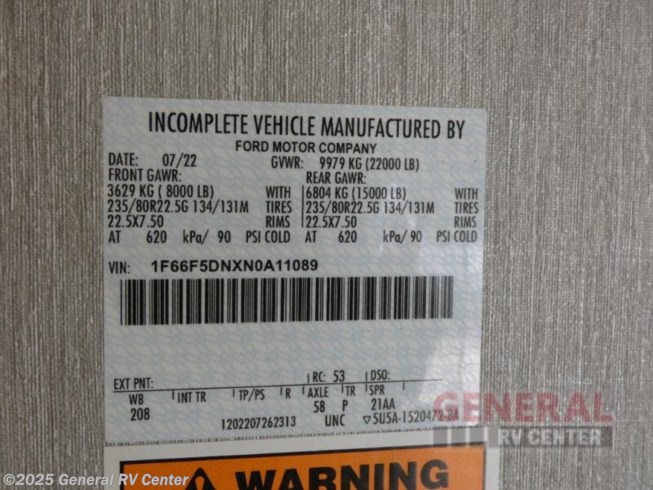 INCOMPLETE VEHICLE MANUFACTURED BY
FORD MOTOR COMPANY
DATE: 07/22 GVWR: 9979 KG (22000 LB)
FRONT GAWR: REAR GAWR:
3629 KG ( 8000 LB) WITH 6804 KG (15000 LB) WITH
235/80R22.5G 134/131M TIRES 235/80R22.5G 134/131M TIRES
22.5X7.50 RIMS 22.5X7.50 RIMS
AT 620 kPa/ 90 PSI COLD AT 620 kPa/ 90 PSI COLD
VIN: 1F66F5DNXN0A11089
EXT PNT: RC: 53 DSO:
WB INT TR TP/PS R AXLE TR SPR
208 58 P 21AA
1202207262313 UNC ▽5U5A-1520472-BA
GENERAL
RV CENTER
WARNING
©2025 General RV Center